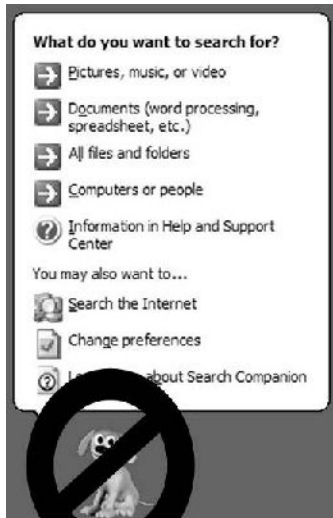 What do you want to search for?
Pictures, music, or video
Documents (word processing,
spreadsheet, etc.)
All files and folders
Computers or people
Information in Help and Support
Center
You may also want to...
Search the Internet
Change preferences
about Search Companion